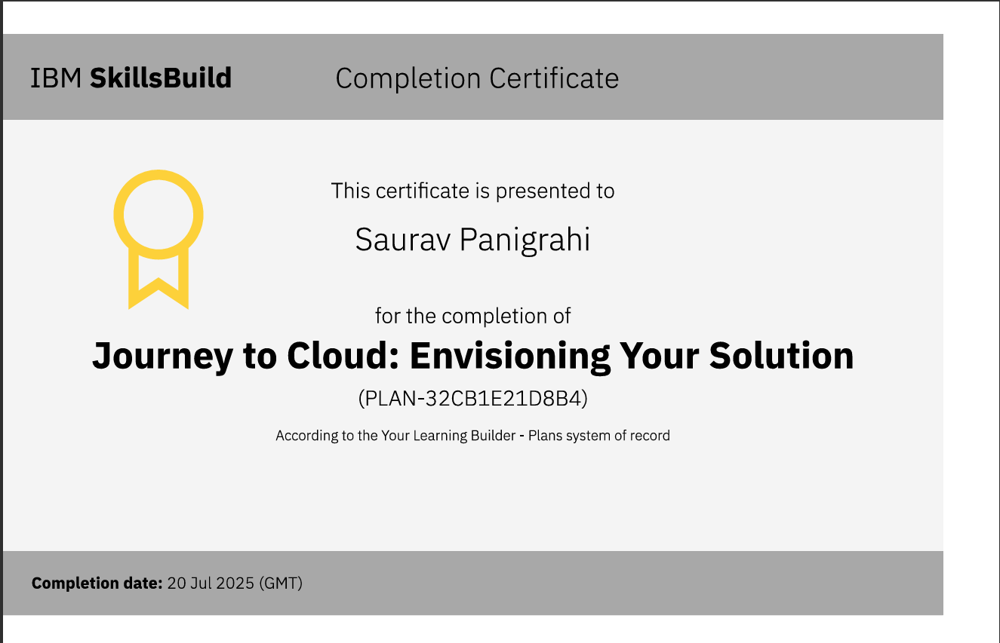 IBM SkillsBuild
Completion Certificate
This certificate is presented to
Saurav Panigrahi
for the completion of
Journey to Cloud: Envisioning Your Solution
(PLAN-32CB1E21D8B4)
According to the Your Learning Builder - Plans system of record
Completion date: 20 Jul 2025 (GMT)